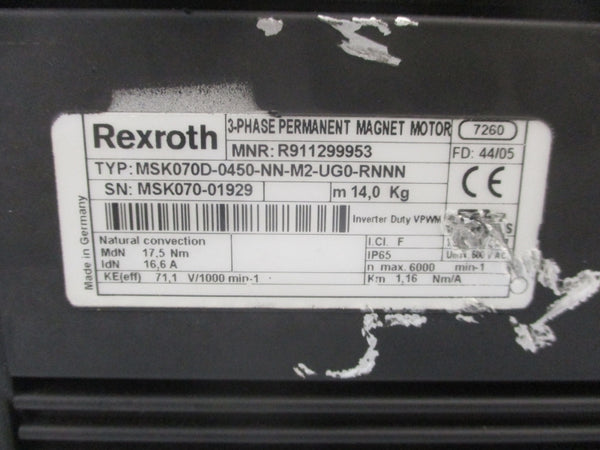 Rexroth
3-PHASE PERMANENT MAGNET MOTOR
7260
MNR: R911299953
FD: 44/05
TYP: MSK070D-0450-NN-M2-UG0-RNNN
SN: MSK070-01929
m 14,0 Kg
CE
Made in Germany
Inverter Duty VPWM
Natural convection
MdN 17,5 Nm
IdN 16,6 A
KE(eff) 71,1 V/1000 min-1
I.Cl. F
IP65
n max. 6000 min-1
Km 1,16 Nm/A